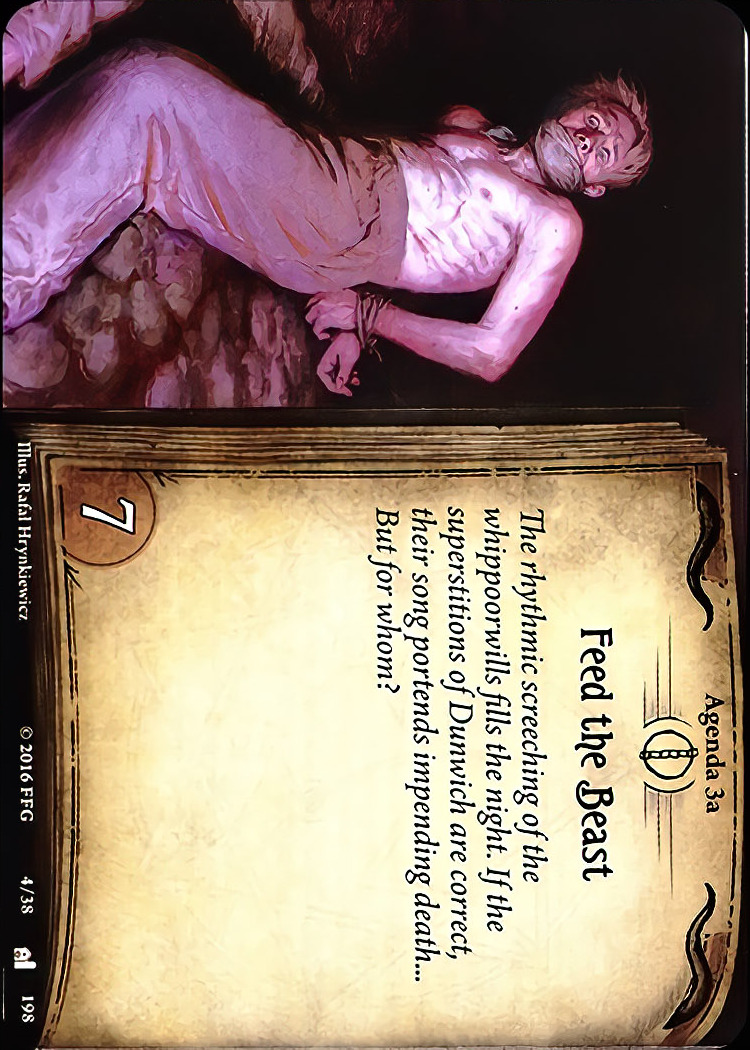 Agenda 3a
Feed the Beast
The rhythmic screeching of the
whippoorwills fills the night. If the
superstitions of Dunwich are correct,
their song portends impending death...
But for whom?
7
Illus. Rafał Hrynkiewicz
© 2016 FFG
4/38
198